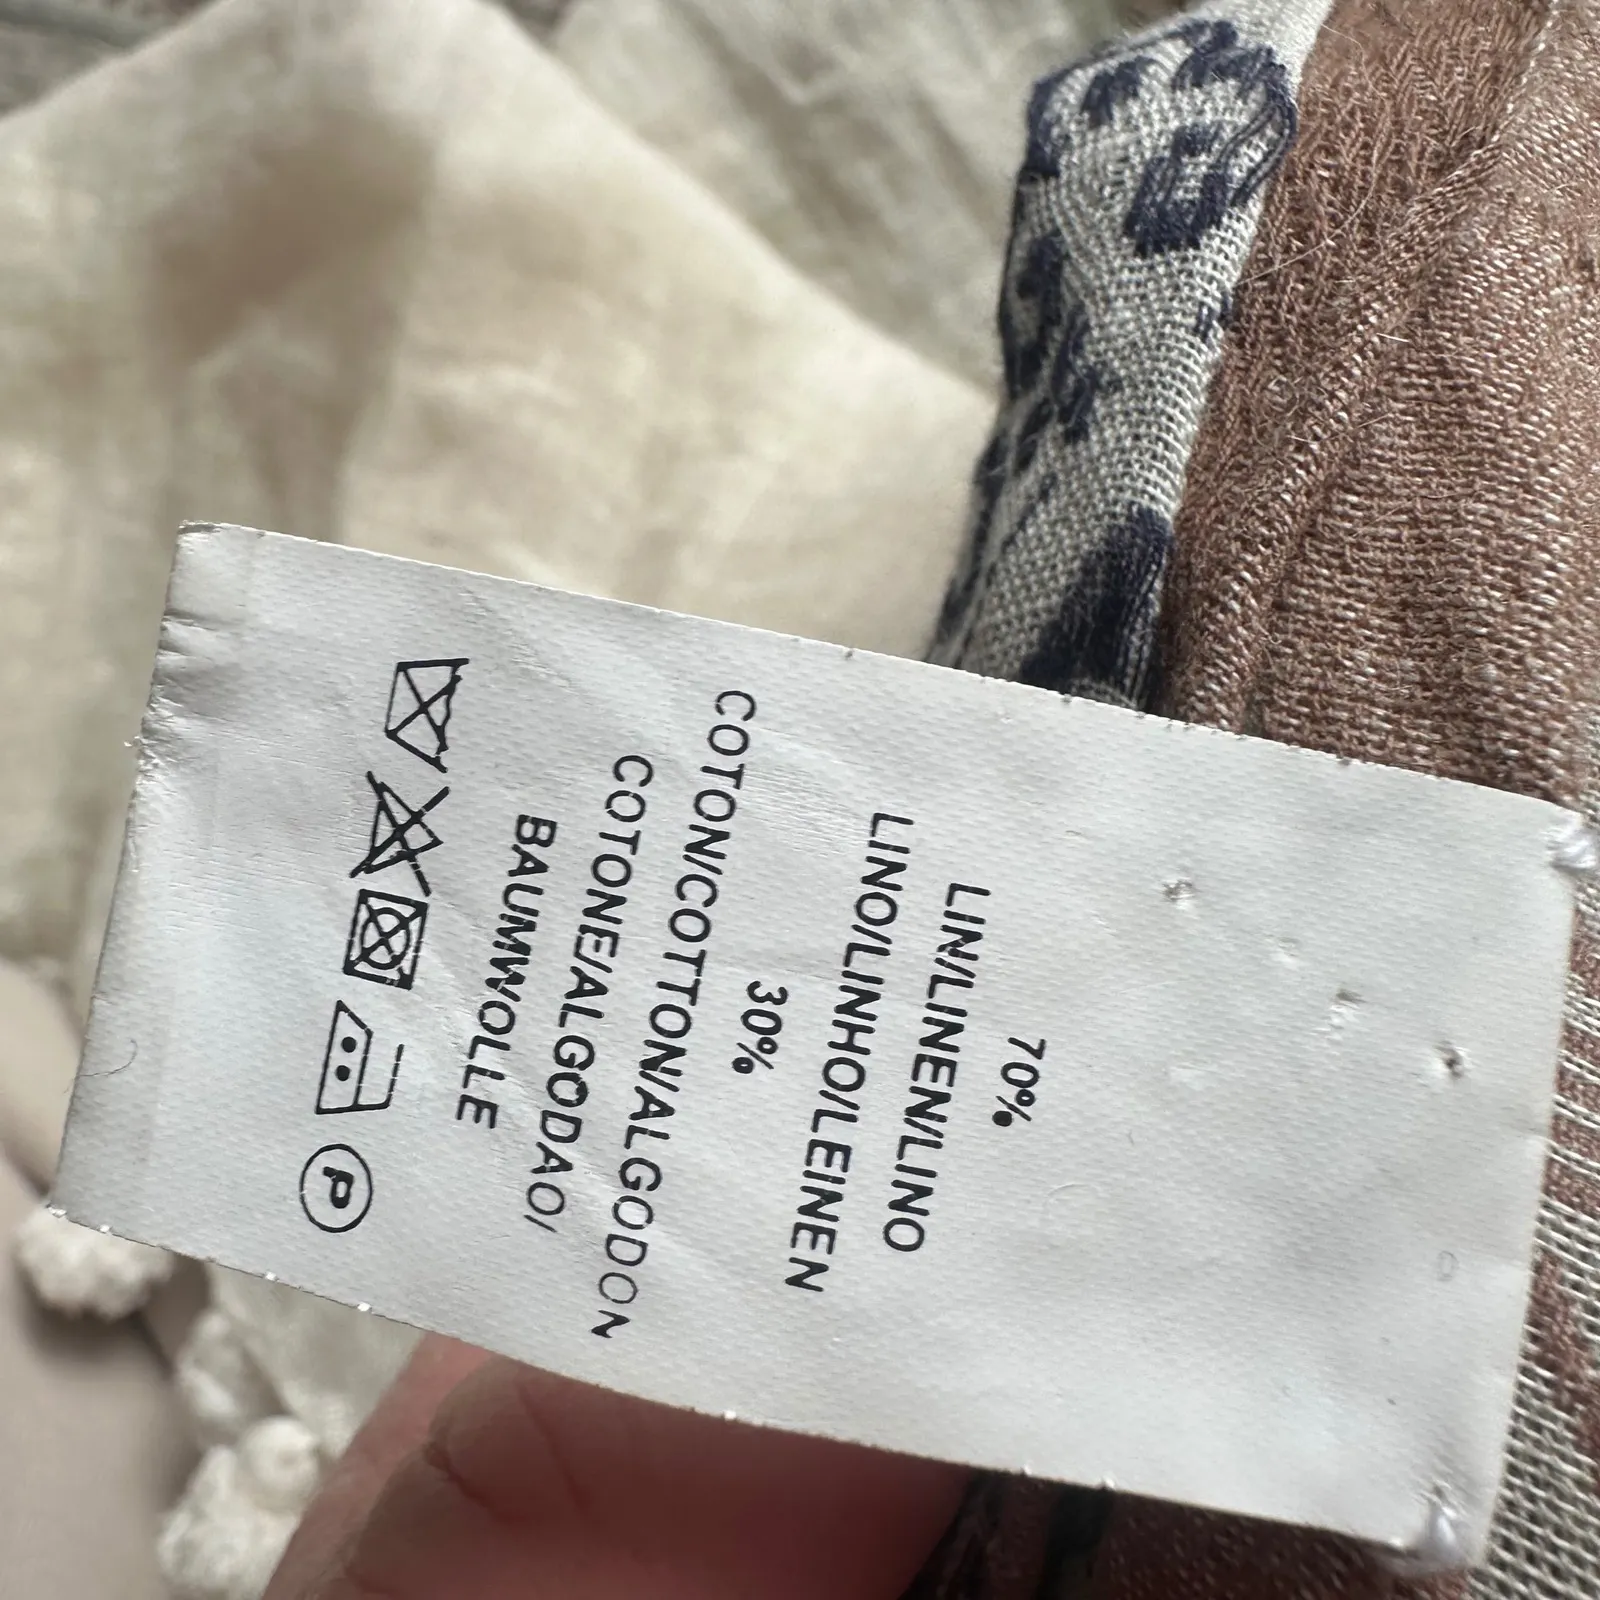 70%
LIN/LINEN/LINO
LINO/LINHO/LEINEN
30%
COTON/COTTON/ALGODON
COTONE/ALGODAO/
BAUMWOLLE
P